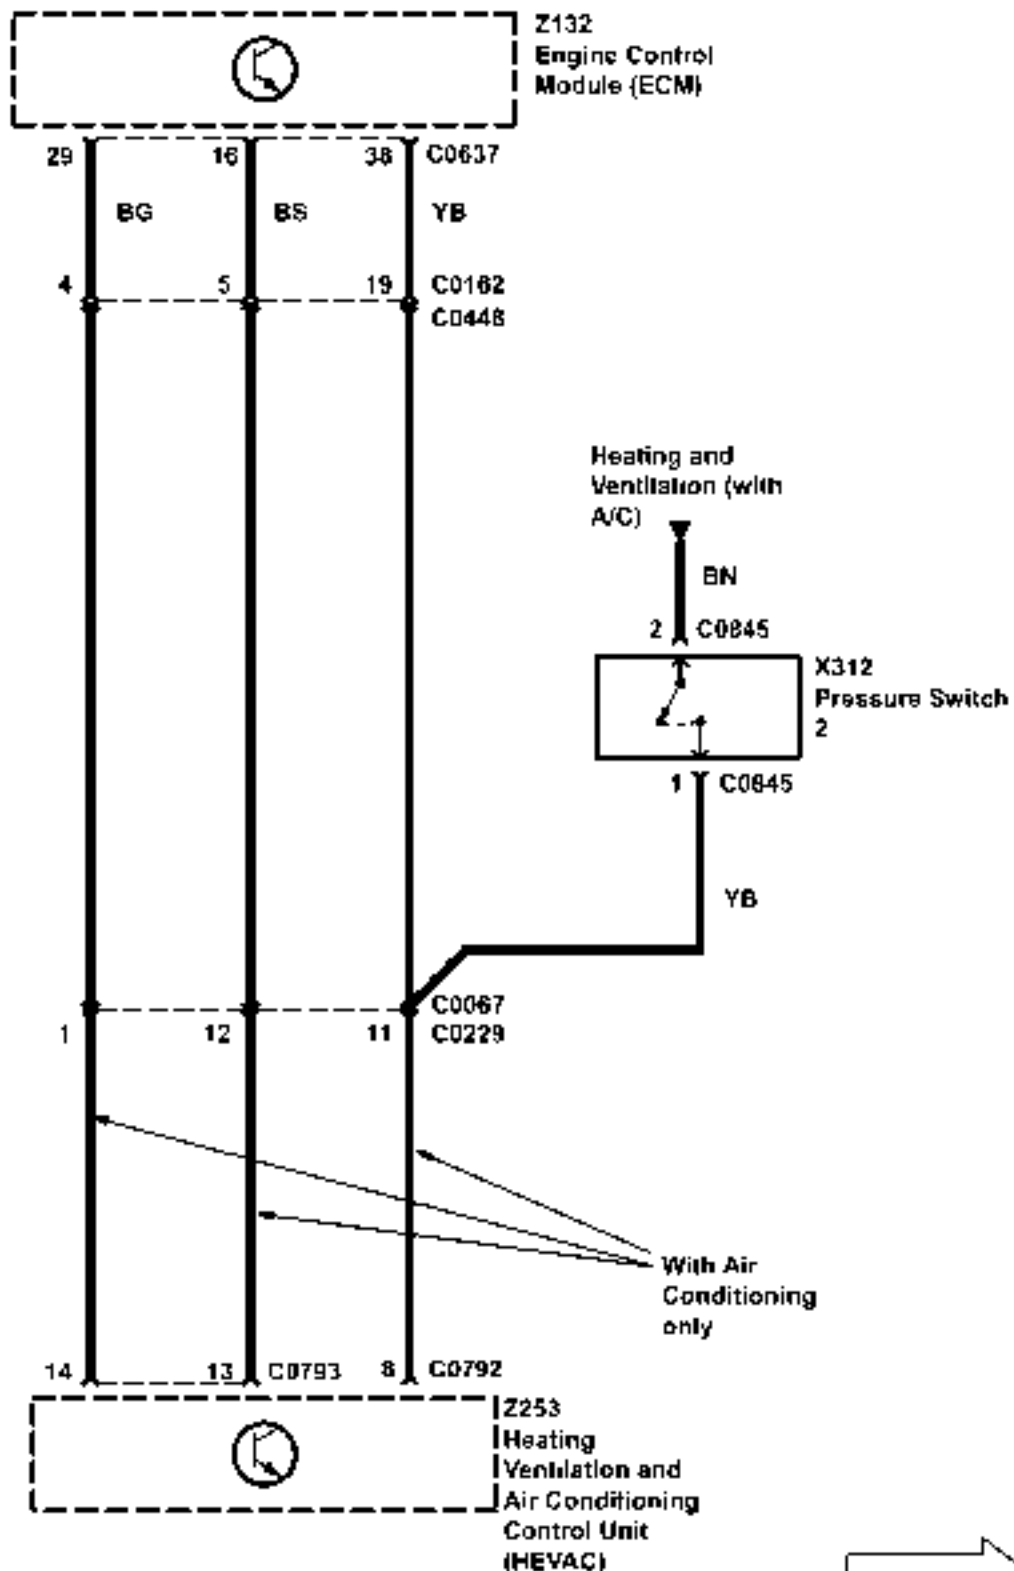 Z132
Engine Control
Module (ECM)
29
16
38
C0637
BG
BS
YB
4
5
19
C0162
C0448
Heating and
Ventilation (with
A/C)
BN
2
C0845
X312
Pressure Switch
2
1
C0845
YB
C0067
1
12
11
C0229
With Air
Conditioning
only
14
13
C0793
8
C0792
Z253
Heating
Ventilation and
Air Conditioning
Control Unit
(HEVAC)